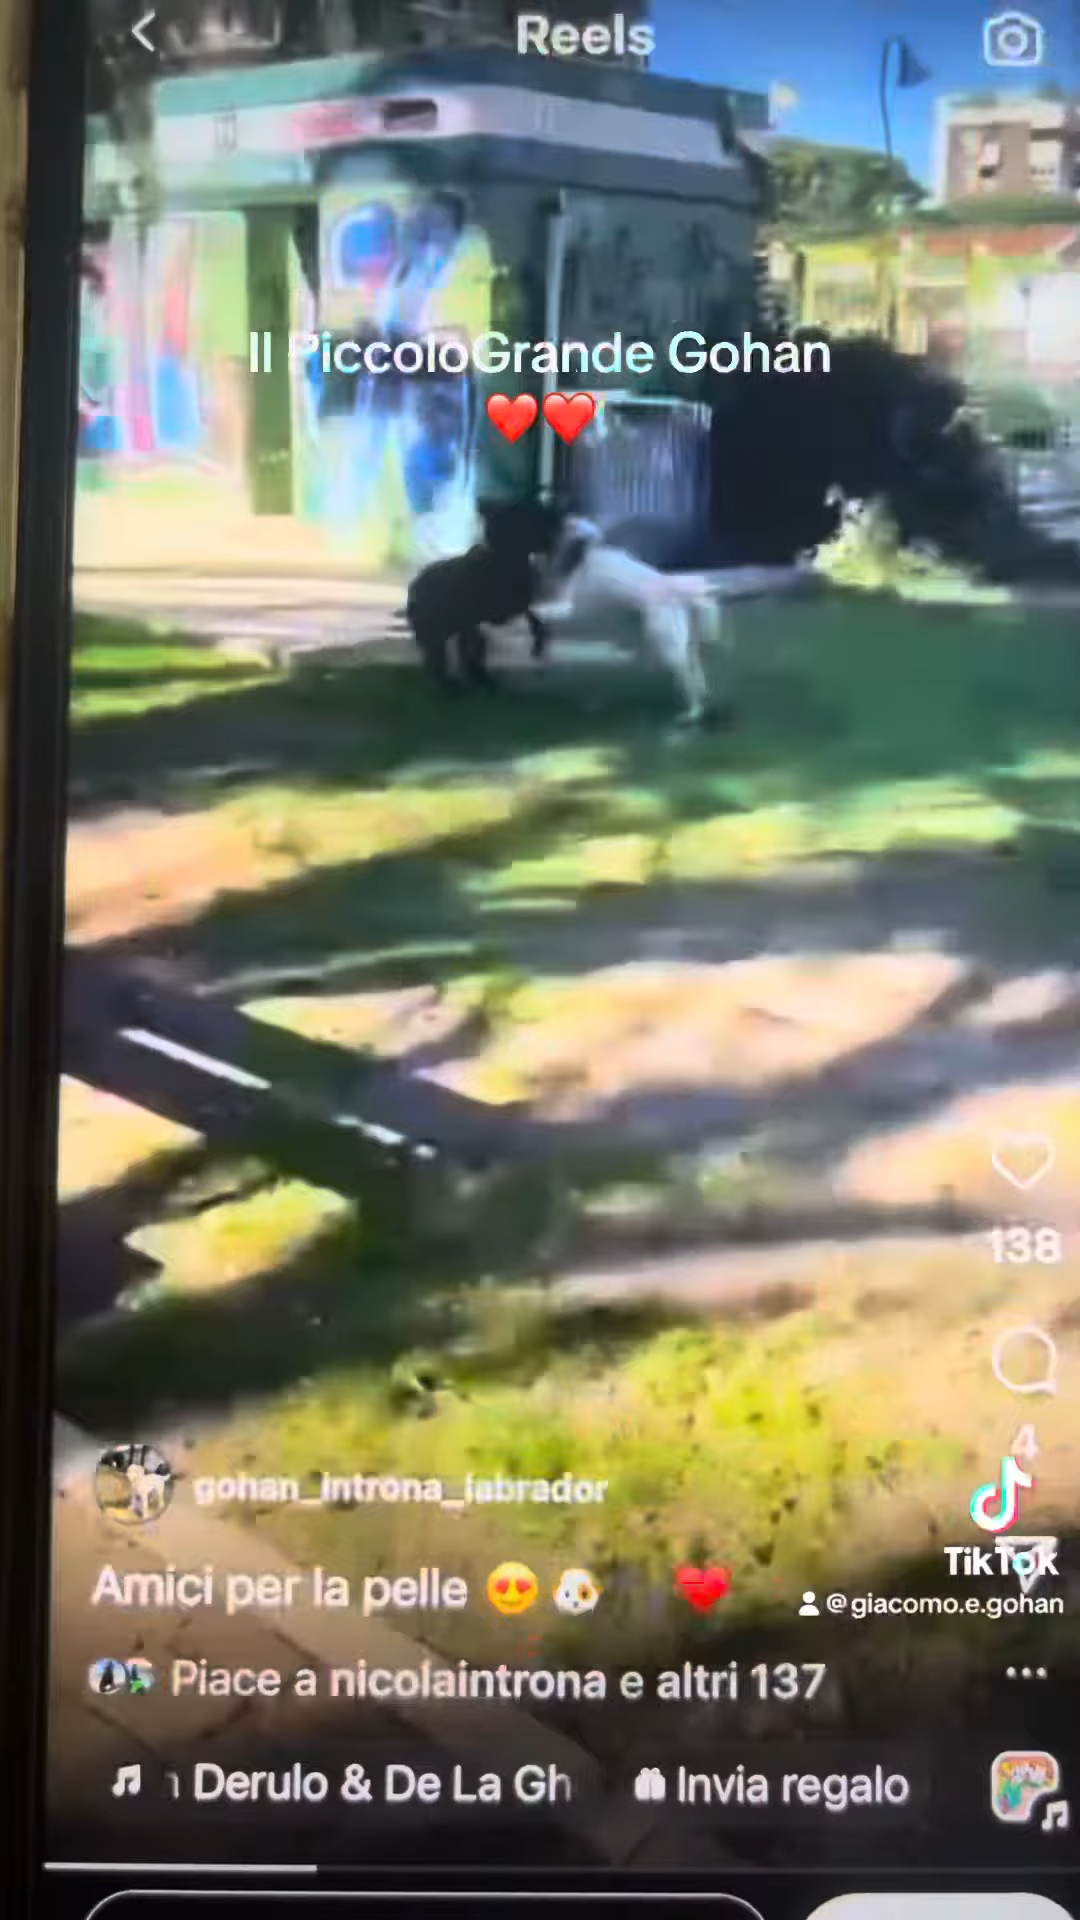 Reels
Il PiccoloGrande Gohan
❤️❤️
138
4
gohan_introna_labrador
TikTok
Amici per la pelle 😍 🐶 ❤️
@giacomo.e.gohan
Piace a nicolaintrona e altri 137
Derulo & De La Gh
Invia regalo